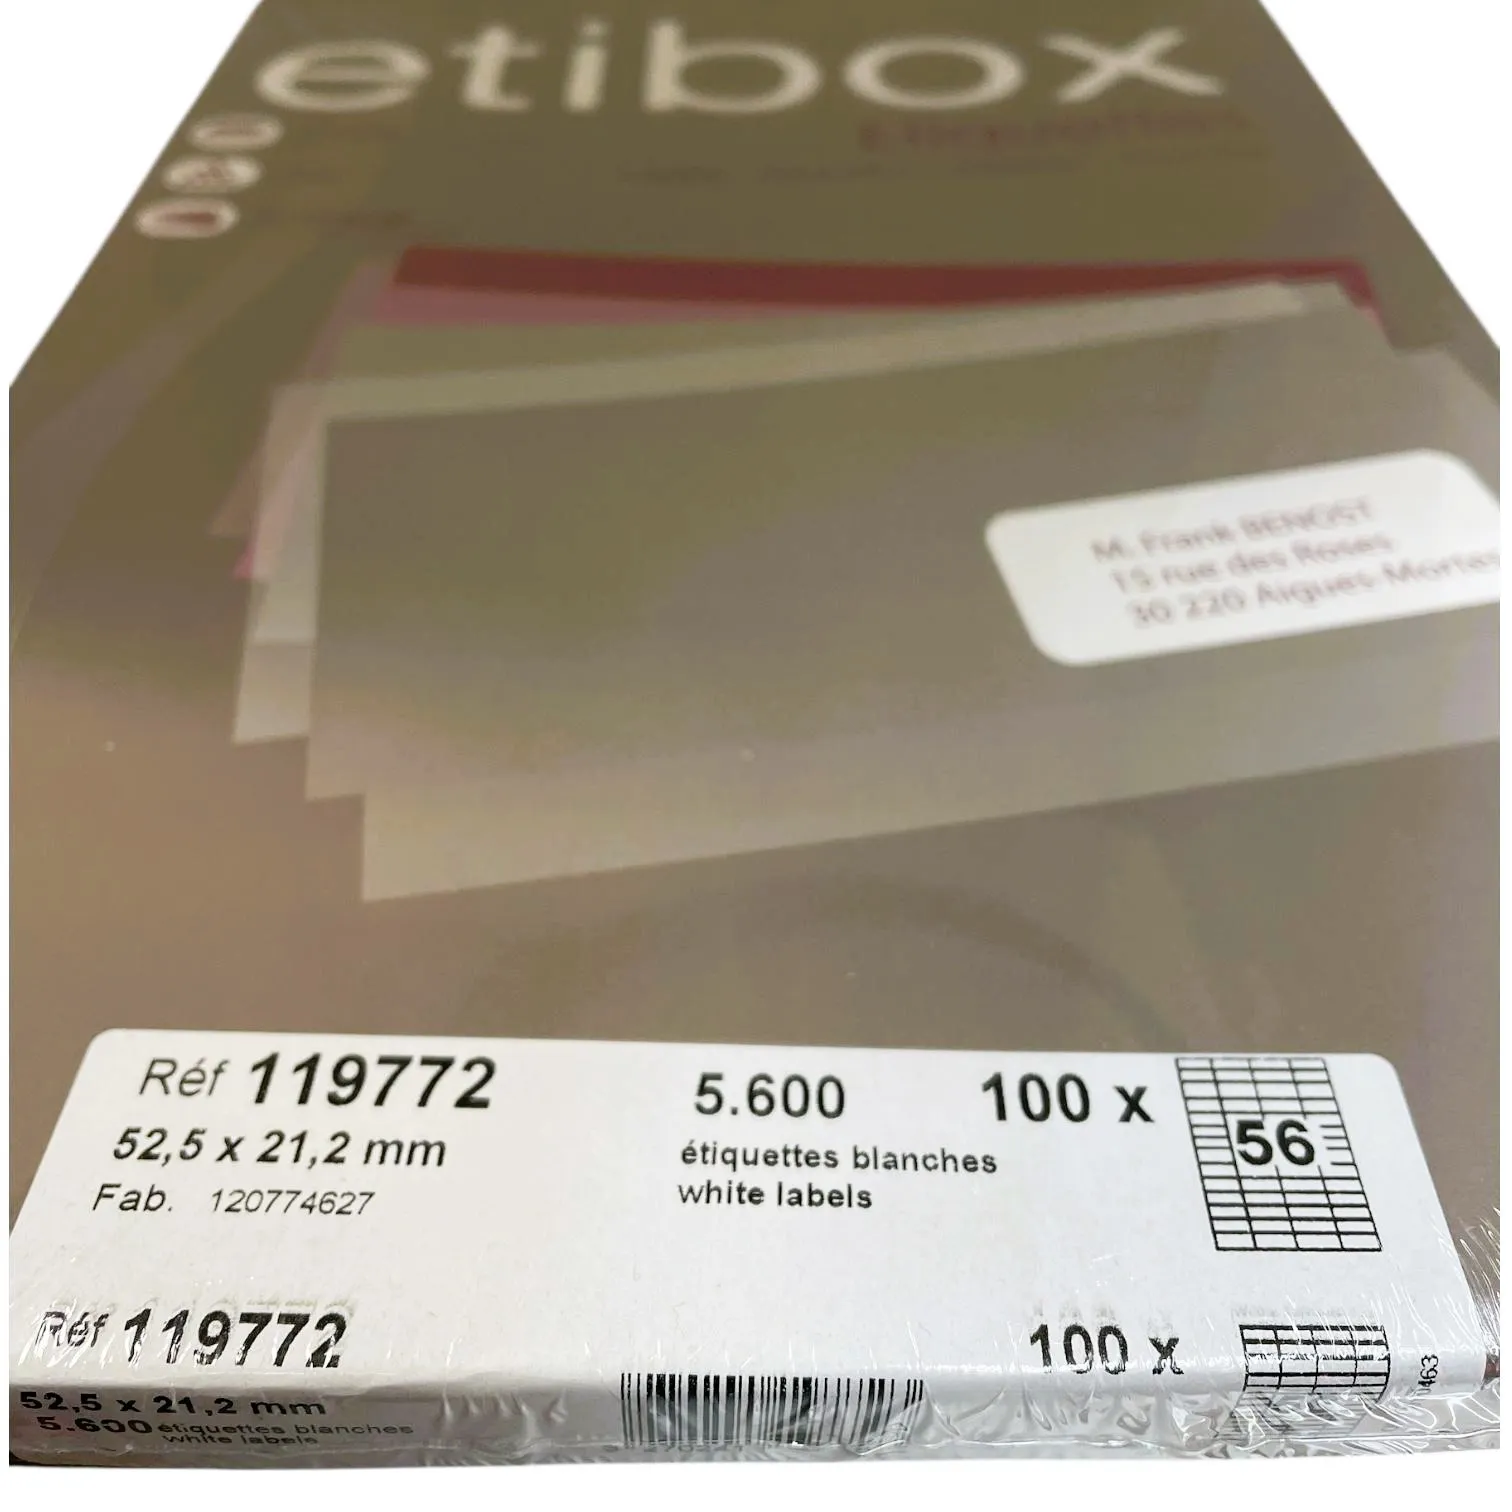 etibox
M. Frank BENOST
15 rue des Roses
30 220 Aigues-Mortes
Réf 119772
52,5 x 21,2 mm
Fab. 120774627
5.600
étiquettes blanches
white labels
100 x
56
Réf 119772
52,5 x 21,2 mm
5.600 étiquettes blanches
white labels
100 x